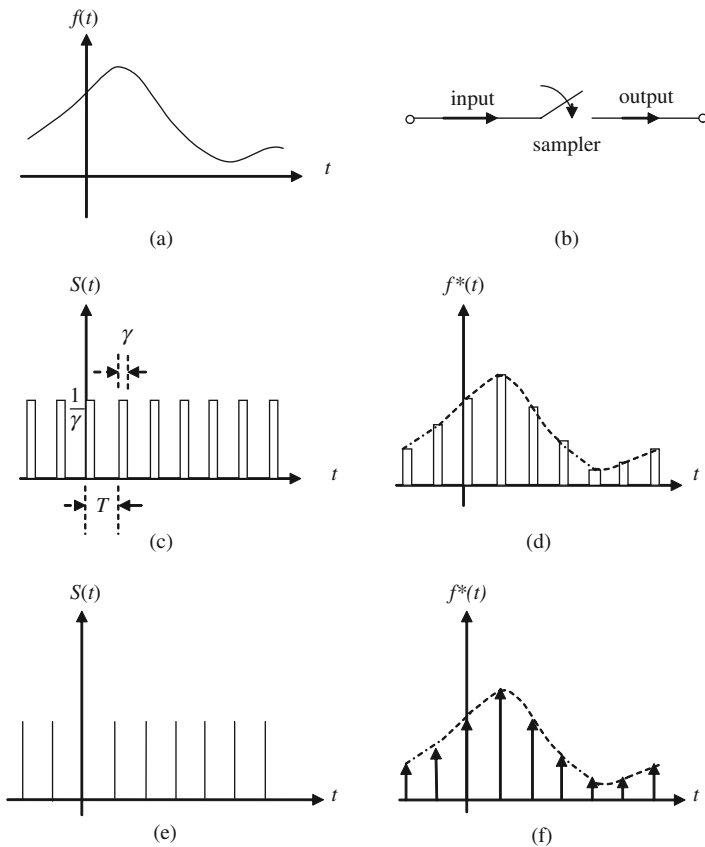 f(t)
t
(a)
input
output
sampler
(b)
S(t)
γ
1
γ
T
t
(c)
f*(t)
t
(d)
S(t)
t
(e)
f*(t)
t
(f)